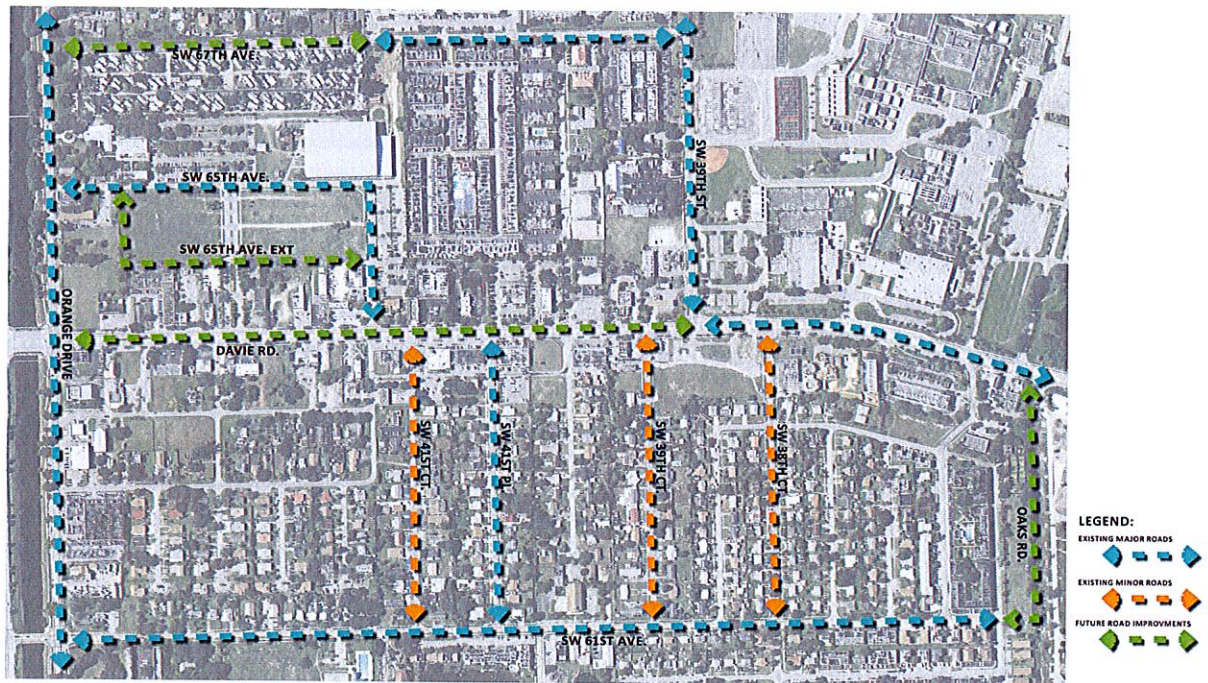 SW 67TH AVE.
SW 39TH ST.
SW 65TH AVE.
SW 65TH AVE. EXT
ORANGE DRIVE
DAVIE RD.
SW 41ST CT.
SW 41ST PL.
SW 39TH CT.
SW 38TH CT.
OAKS RD.
SW 61ST AVE.
LEGEND:
EXISTING MAJOR ROADS
EXISTING MINOR ROADS
FUTURE ROAD IMPROVMENTS